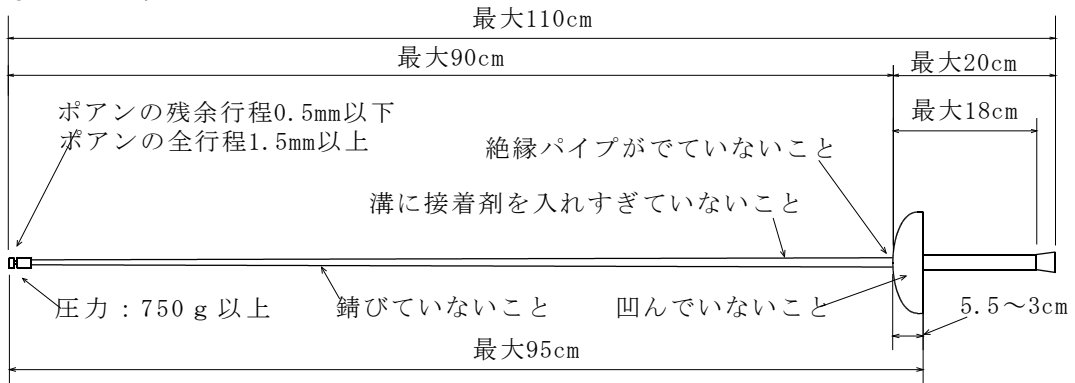 最大110cm
最大90cm
最大20cm
ポアンの残余行程0.5mm以下
ポアンの全行程1.5mm以上
最大18cm
絶縁パイプがでていないこと
溝に接着剤を入れすぎていないこと
圧力：750ｇ以上
錆びていないこと
凹んでいないこと
5.5～3cm
最大95cm